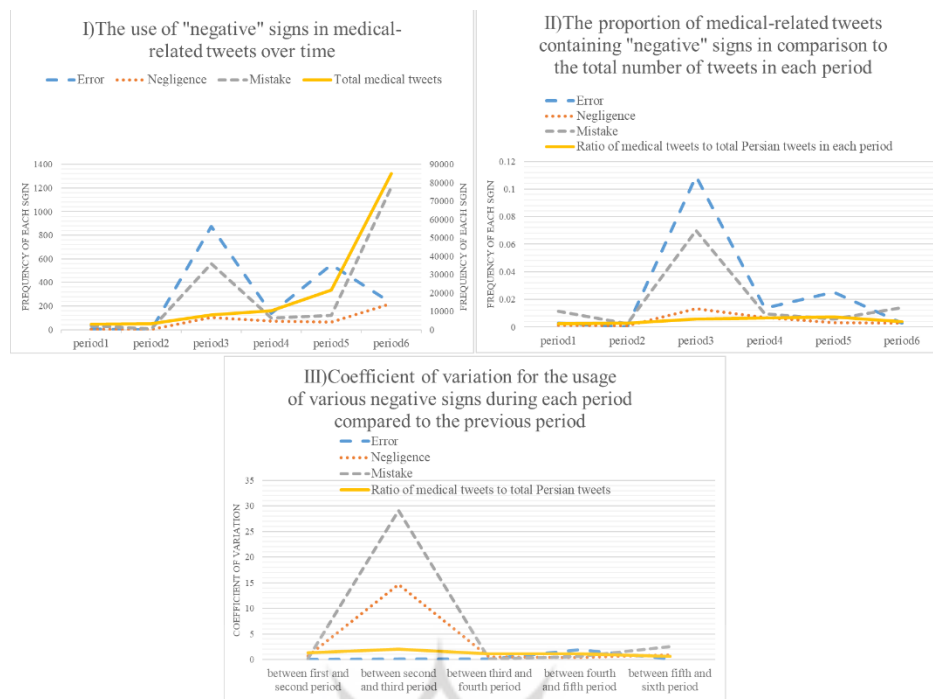 I)The use of "negative" signs in medical-
related tweets over time
Error Negligence Mistake Total medical tweets
FREQUENCY OF EACH SGIN
1400
1200
1000
800
600
400
200
0
90000
80000
70000
60000
50000
40000
30000
20000
10000
0
FREQUENCY OF EACH SGIN
period1 period2 period3 period4 period5 period6
II)The proportion of medical-related tweets
containing "negative" signs in comparison to
the total number of tweets in each period
Error
Negligence
Mistake
Ratio of medical tweets to total Persian tweets in each period
FREQUENCY OF EACH SGIN
0.12
0.1
0.08
0.06
0.04
0.02
0
period1 period2 period3 period4 period5 period6
III)Coefficient of variation for the usage
of various negative signs during each period
compared to the previous period
Error
Negligence
Mistake
Ratio of medical tweets to total Persian tweets
COEFFICIENT OF VARIATION
35
30
25
20
15
10
5
0
between first and
second period
between second
and third period
between third and
fourth period
between fourth
and fifth period
between fifth and
sixth period